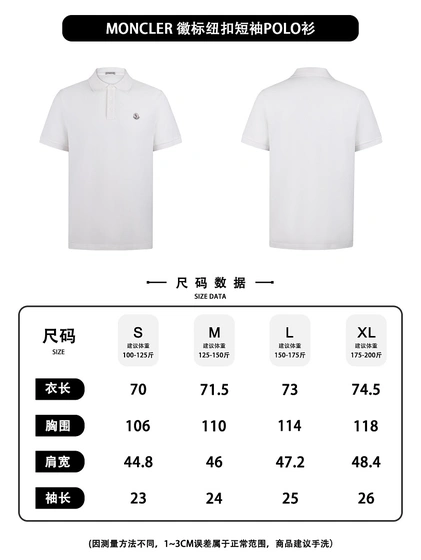 MONCLER 徽标纽扣短袖POLO衫
尺码数据
SIZE DATA
尺码 S M L XL
SIZE 建议体重 建议体重 建议体重 建议体重
100-125斤 125-150斤 150-175斤 175-200斤
衣长 70 71.5 73 74.5
胸围 106 110 114 118
肩宽 44.8 46 47.2 48.4
袖长 23 24 25 26
(因测量方法不同，1~3CM误差属于正常范围，商品建议手洗)